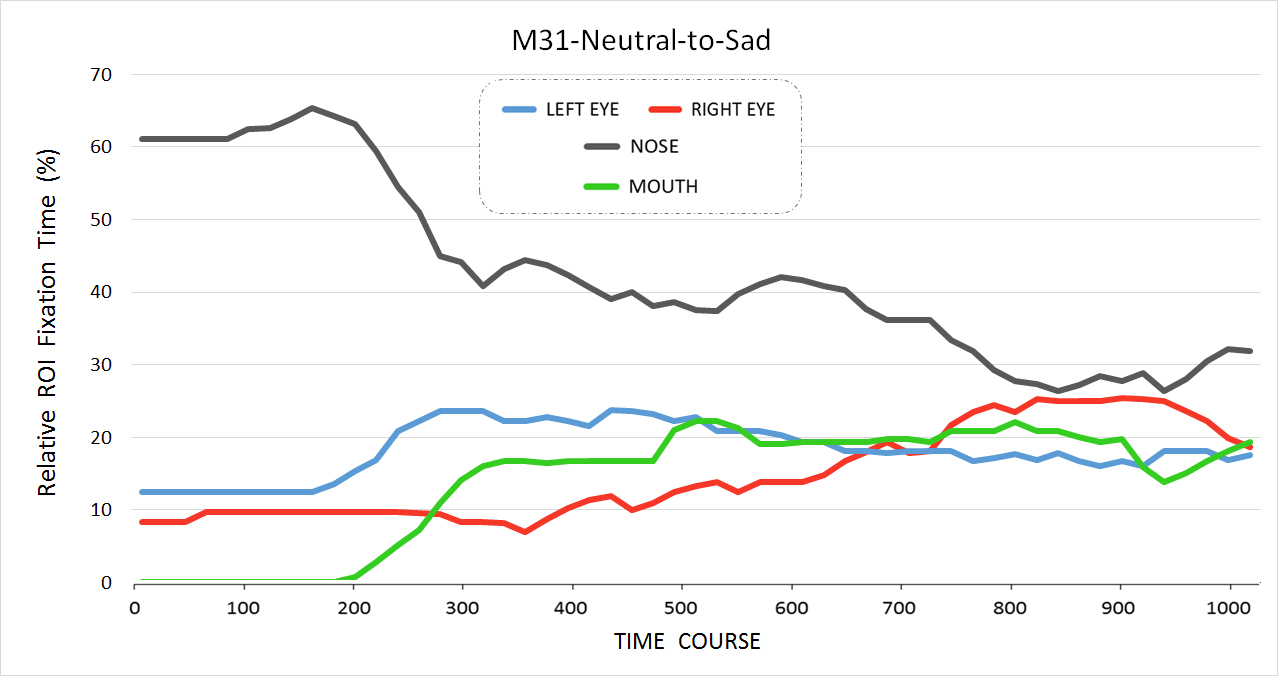 M31-Neutral-to-Sad
70
LEFT EYE RIGHT EYE
NOSE
MOUTH
60
50
40
30
20
10
0
Relative ROI Fixation Time (%)
0 100 200 300 400 500 600 700 800 900 1000
TIME COURSE